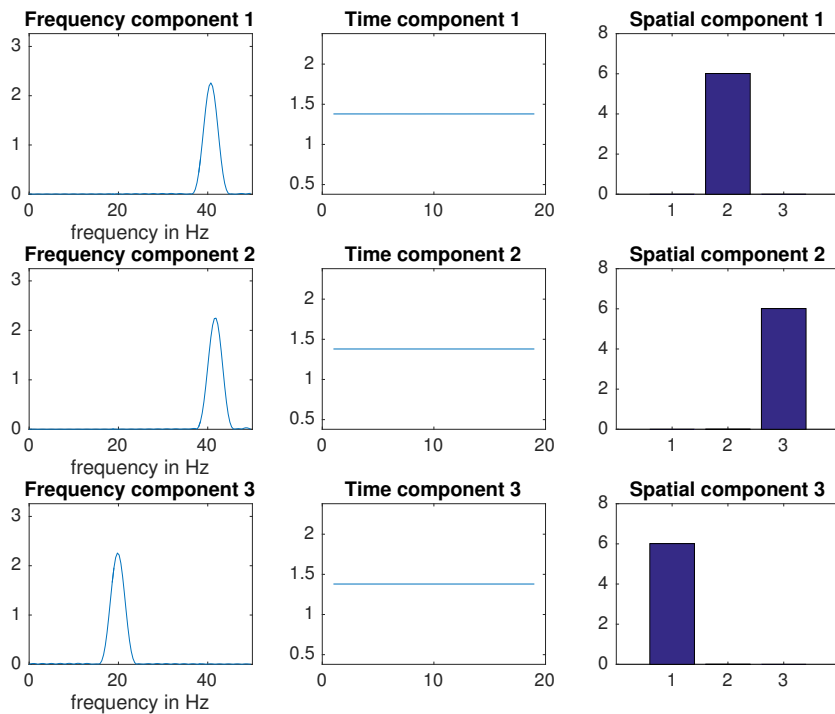 Frequency component 1
3
2
1
0
0 20 40
frequency in Hz
Time component 1
2
1.5
1
0.5
0 10 20
Spatial component 1
8
6
4
2
0
1 2 3
Frequency component 2
3
2
1
0
0 20 40
frequency in Hz
Time component 2
2
1.5
1
0.5
0 10 20
Spatial component 2
8
6
4
2
0
1 2 3
Frequency component 3
3
2
1
0
0 20 40
frequency in Hz
Time component 3
2
1.5
1
0.5
0 10 20
Spatial component 3
8
6
4
2
0
1 2 3